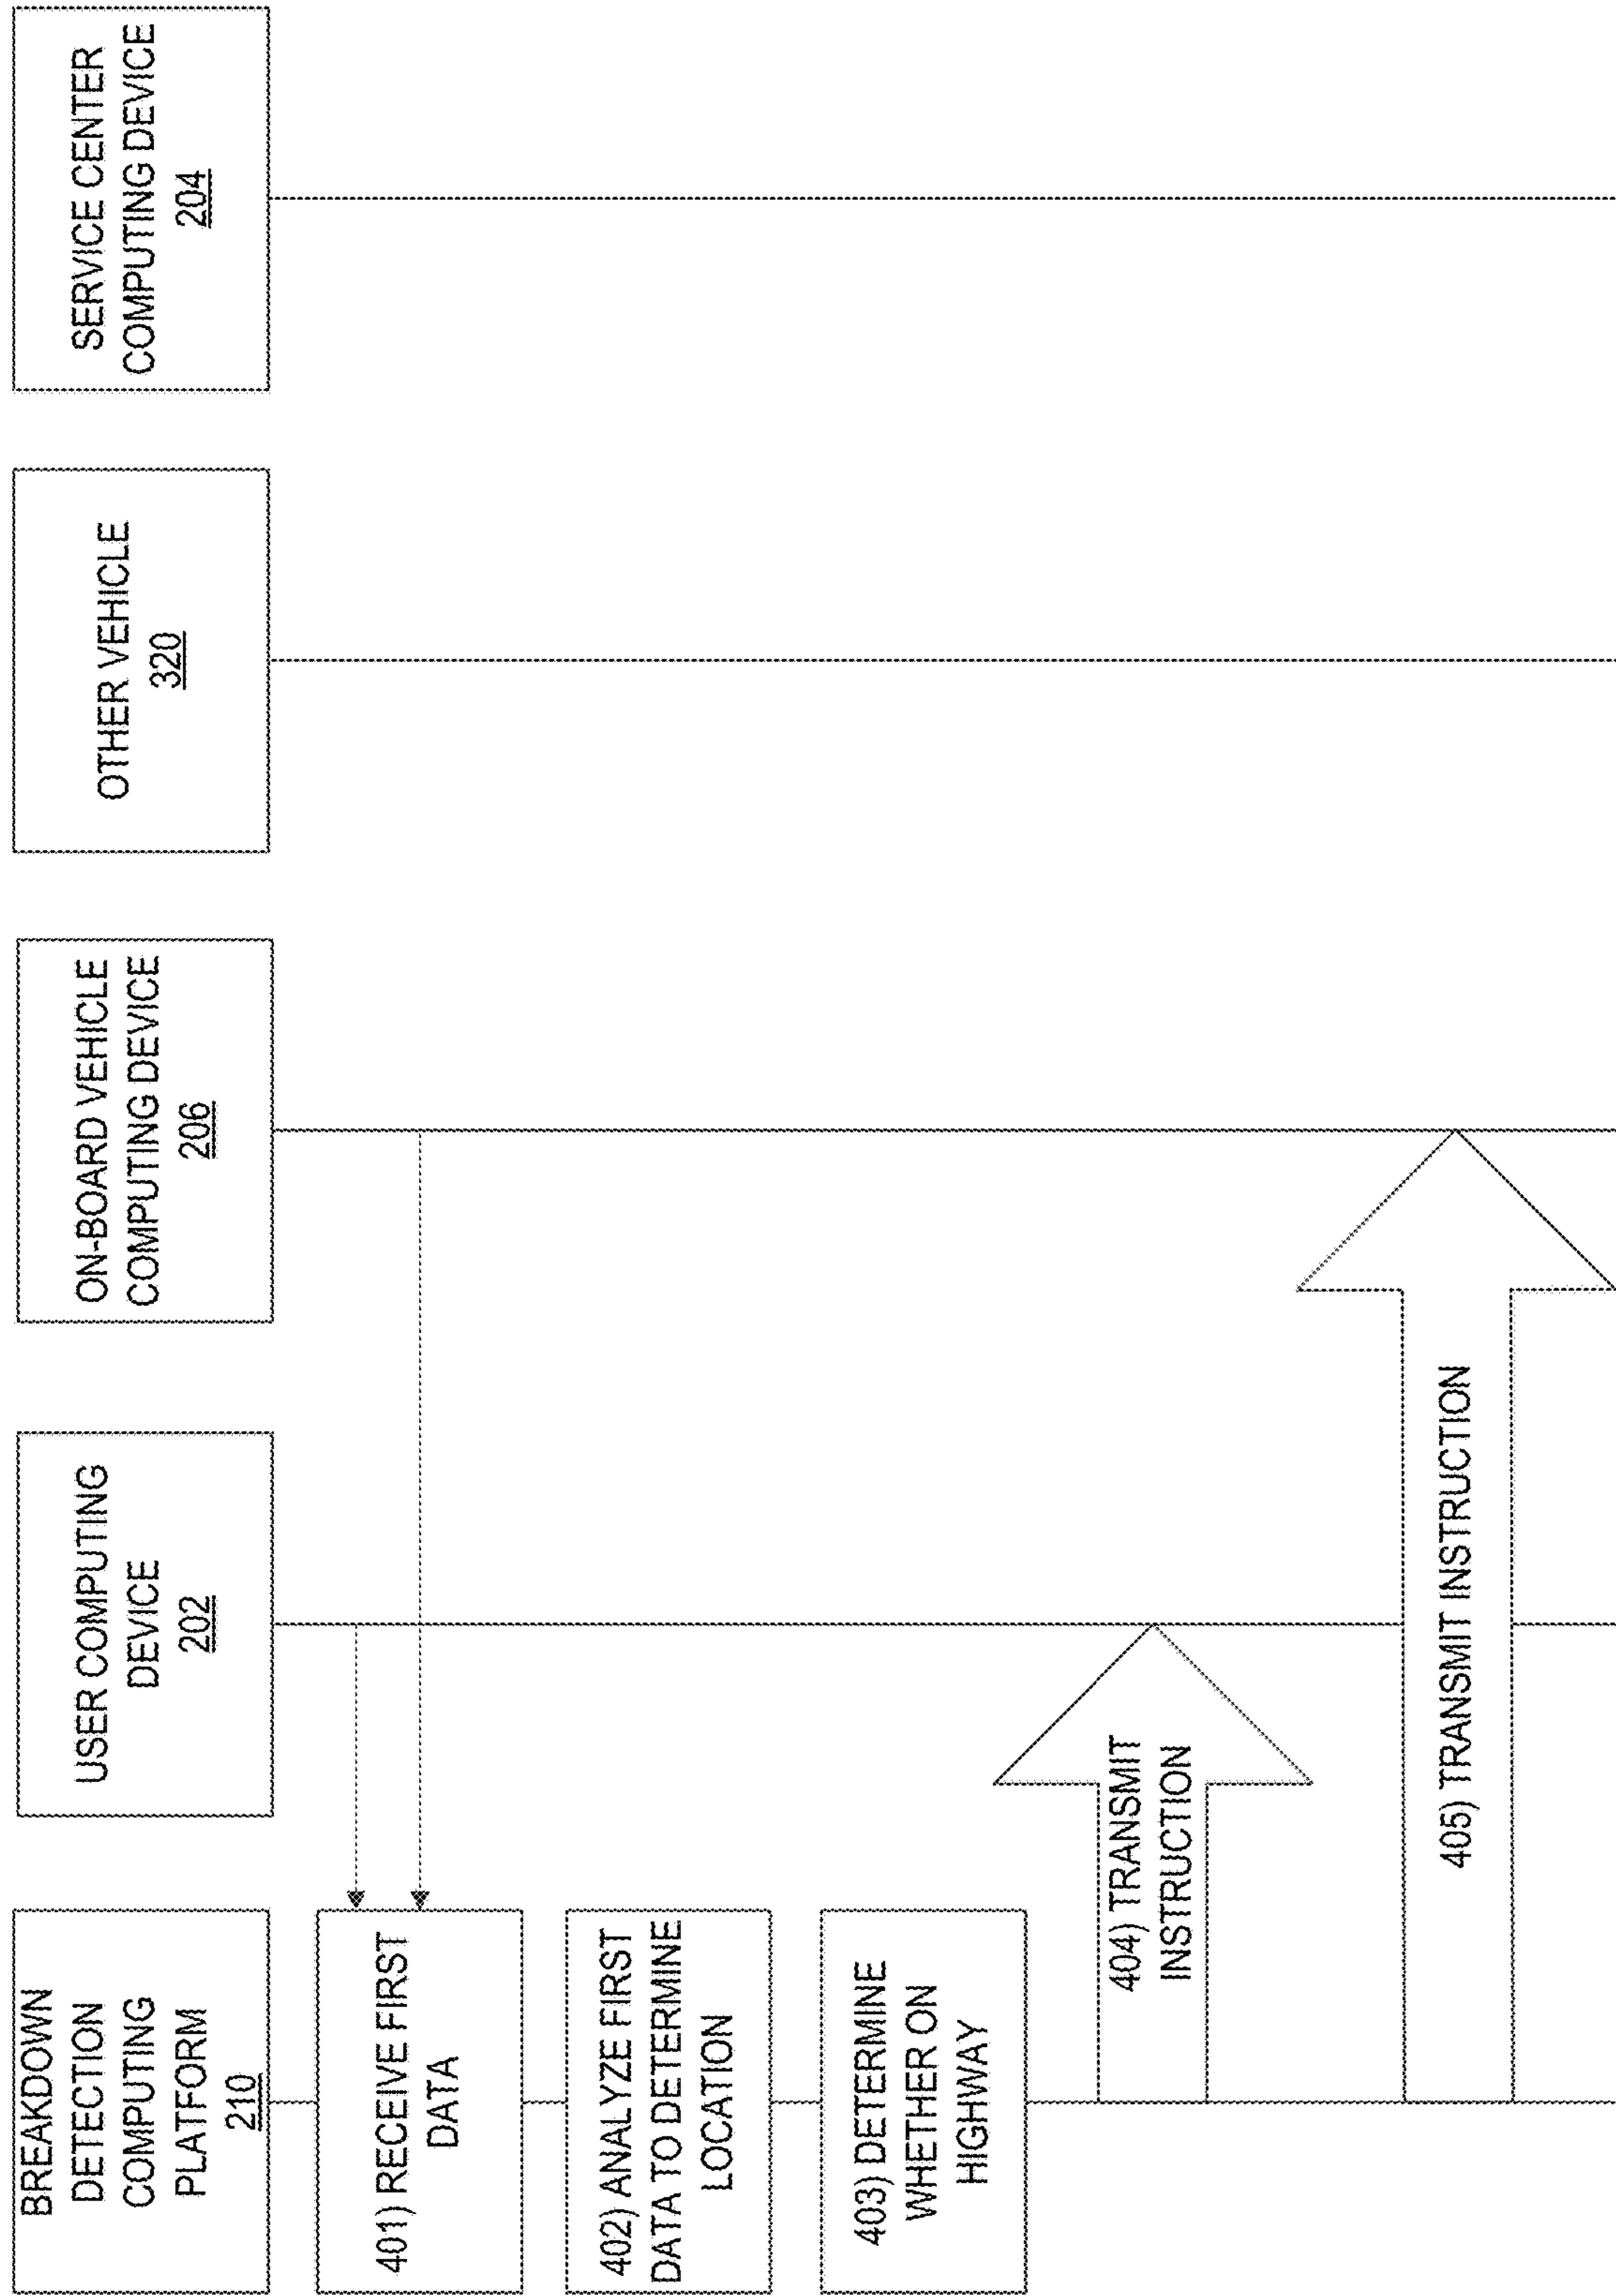 BREAKDOWN
DETECTION
COMPUTING
PLATFORM
210
USER COMPUTING
DEVICE
202
ON-BOARD VEHICLE
COMPUTING DEVICE
206
OTHER VEHICLE
320
SERVICE CENTER
COMPUTING DEVICE
204
401) RECEIVE FIRST
DATA
402) ANALYZE FIRST
DATA TO DETERMINE
LOCATION
403) DETERMINE
WHETHER ON
HIGHWAY
404) TRANSMIT
INSTRUCTION
405) TRANSMIT INSTRUCTION